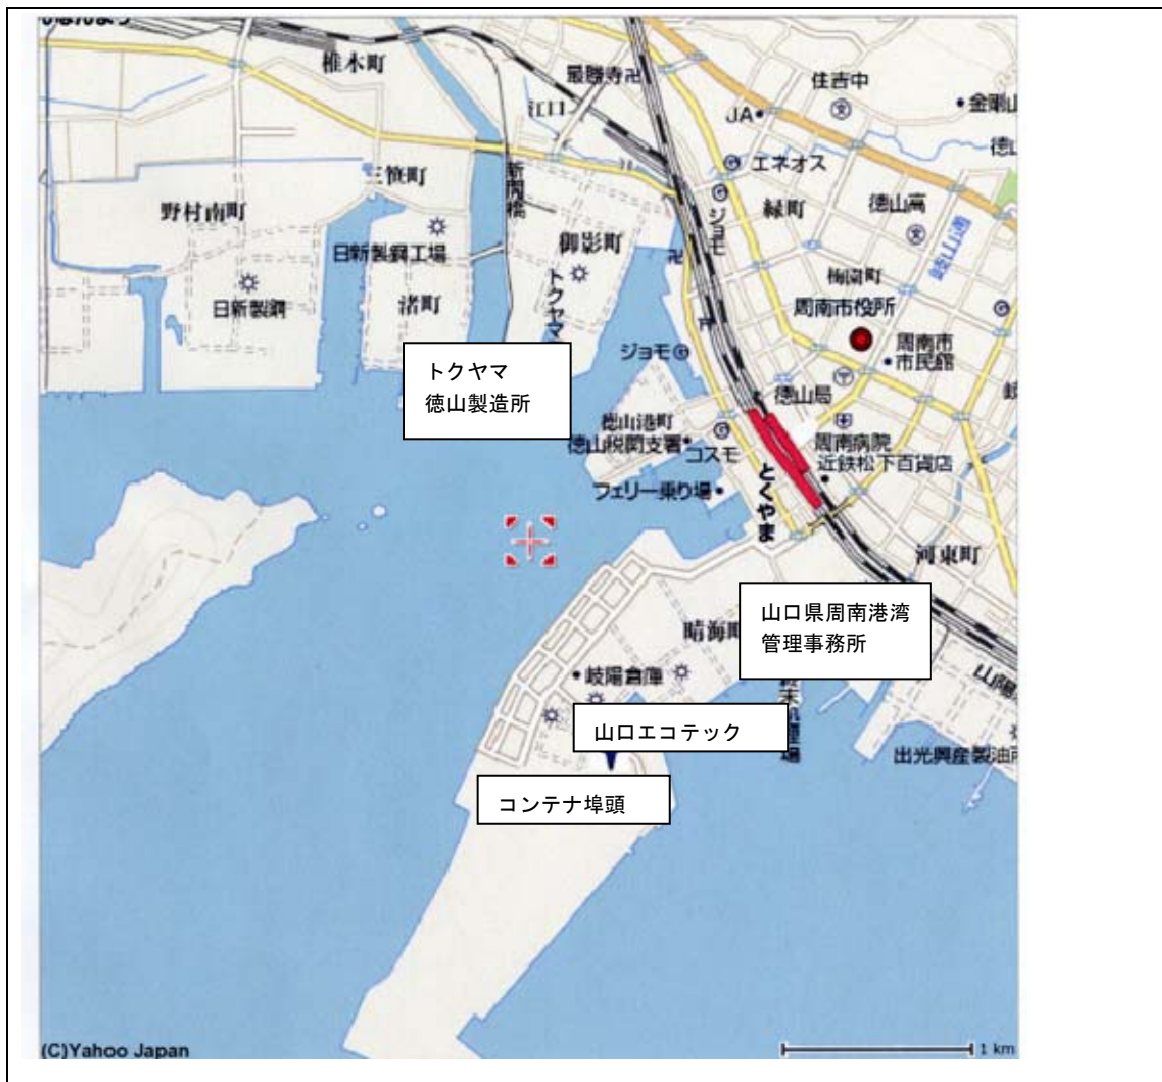 椎木町
最勝寺
住吉中
JA
金剛山
江口
エネオス
新開橋
三笹町
緑町
徳山高
野村南町
ジョモ
御影町
日新製鋼工場
梅園町
トクヤマ
渚町
日新製鋼
周南市役所
周南市
市民館
ジョモ
トクヤマ
徳山製造所
徳山局
徳山港町
徳山税関支署
コスモ
周南病院
近鉄松下百貨店
フェリー乗り場
とくやま
河東町
山口県周南港湾
管理事務所
晴海町
岐陽倉庫
山陽
山口エコテック
出光興産製油所
コンテナ埠頭
(C)Yahoo Japan
1 km